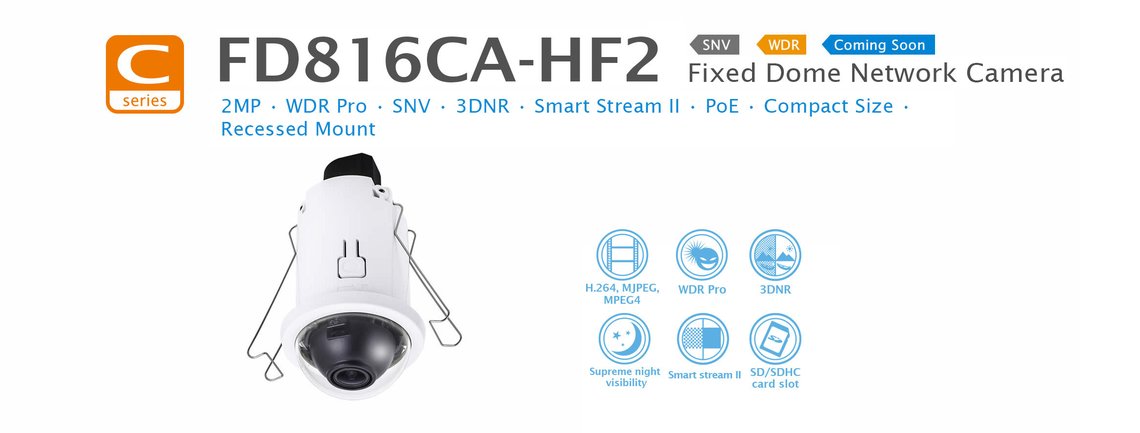 C
series
FD816CA-HF2
SNV
WDR
Coming Soon
Fixed Dome Network Camera
2MP · WDR Pro · SNV · 3DNR · Smart Stream II · PoE · Compact Size ·
Recessed Mount
H.264, MJPEG,
MPEG4
WDR Pro
3DNR
Supreme night
visibility
Smart stream II
SD/SDHC
card slot